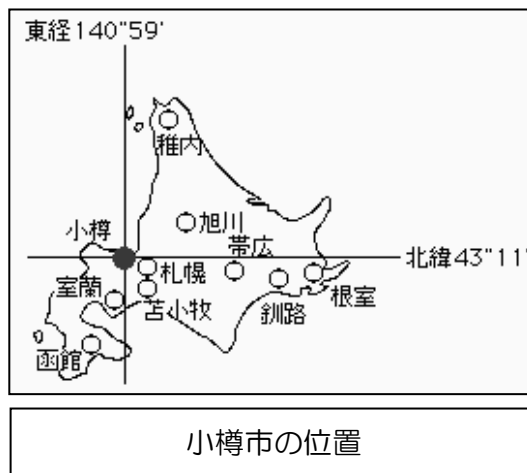 東経140"59'
稚内
旭川
小樽
帯広
北緯43"11'
札幌
室蘭
苫小牧
釧路
根室
函館
小樽市の位置